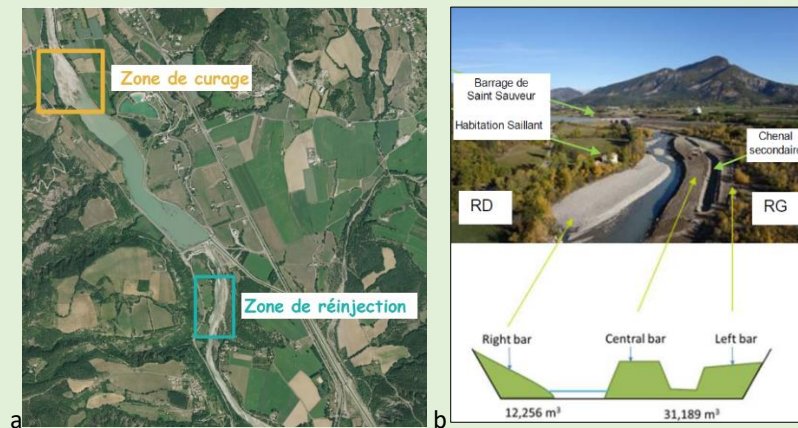 Zone de curage
Zone de réinjection
a
Barrage de
Saint Sauveur
Habitation Saillant
Chenal
secondaire
RD
RG
Right bar
Central bar
Left bar
12,256 m³
31,189 m³
b